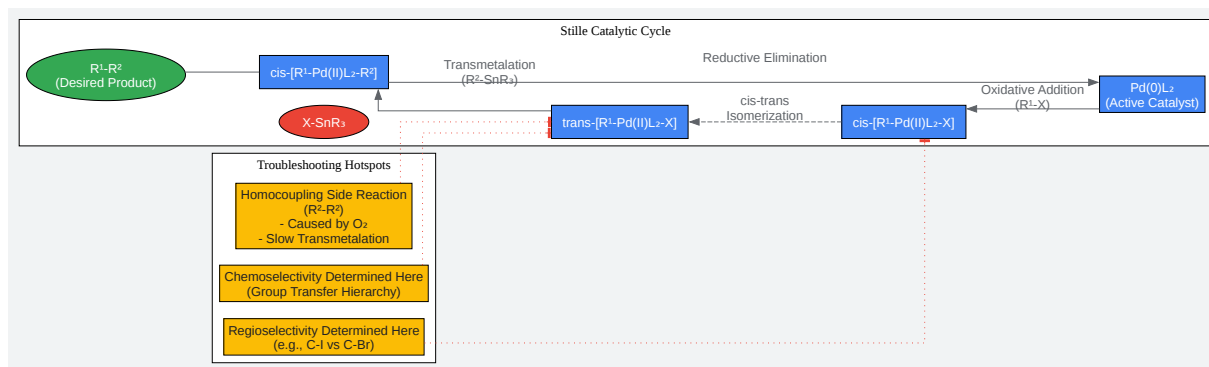 Stille Catalytic Cycle
R¹-R²
(Desired Product)
cis-[R¹-Pd(II)L₂-R²]
Transmetalation
(R²-SnR₃)
Reductive Elimination
Pd(0)L₂
(Active Catalyst)
Oxidative Addition
(R¹-X)
X-SnR₃
trans-[R¹-Pd(II)L₂-X]
cis-trans
Isomerization
cis-[R¹-Pd(II)L₂-X]
Troubleshooting Hotspots
Homocoupling Side Reaction
(R²-R²)
- Caused by O₂
- Slow Transmetalation
Chemoselectivity Determined Here
(Group Transfer Hierarchy)
Regioselectivity Determined Here
(e.g., C-I vs C-Br)